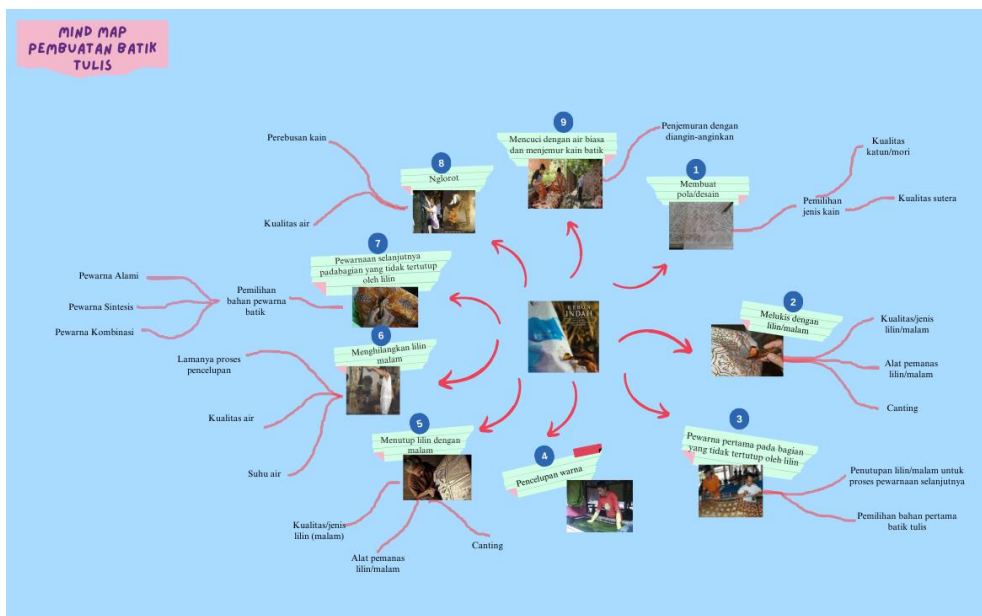 MIND MAP
PEMBUATAN BATIK
TULIS
1
Membuat
pola/desain
Pemilihan
jenis kain
Kualitas
katun/mori
Kualitas sutera
2
Melukis dengan
lilin/malam
Kualitas/jenis
lilin/malam
Alat pemanas
lilin/malam
Canting
3
Pewarna pertama pada bagian
yang tidak tertutup oleh lilin
Penutupan lilin/malam untuk
proses pewarnaan selanjutnya
Pemilihan bahan pertama
batik tulis
4
Pencelupan warna
5
Menutup lilin dengan
malam
Kualitas/jenis
lilin (malam)
Alat pemanas
lilin/malam
Canting
6
Menghilangkan lilin
malam
Lamanya proses
pencelupan
Kualitas air
Suhu air
7
Pewarnaan selanjutnya
padabagian yang tidak tertutup
oleh lilin
Pemilihan
bahan pewarna
batik
Pewarna Alami
Pewarna Sintesis
Pewarna Kombinasi
8
Nglorot
Perebusan kain
Kualitas air
9
Mencuci dengan air biasa
dan menjemur kain batik
Penjemuran dengan
diangin-anginkan
INDAH